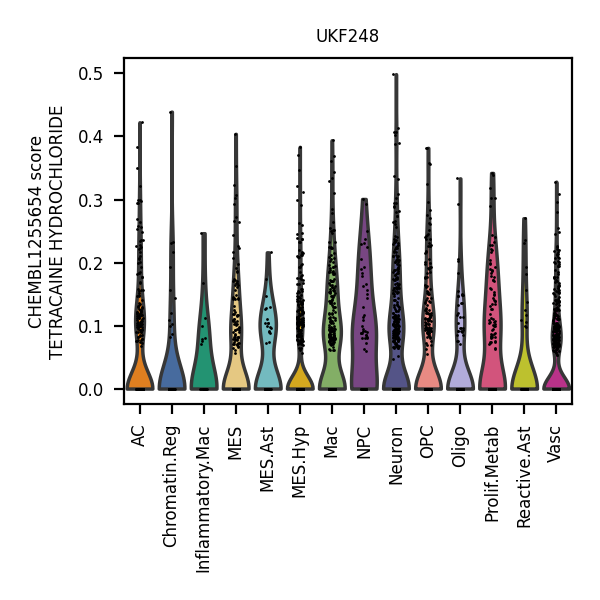 UKF248
CHEMBL1255654 score
TETRACAINE HYDROCHLORIDE
0.5
0.4
0.3
0.2
0.1
0.0
AC
Chromatin.Reg
Inflammatory.Mac
MES
MES.Ast
MES.Hyp
Mac
NPC
Neuron
OPC
Oligo
Prolif.Metab
Reactive.Ast
Vasc